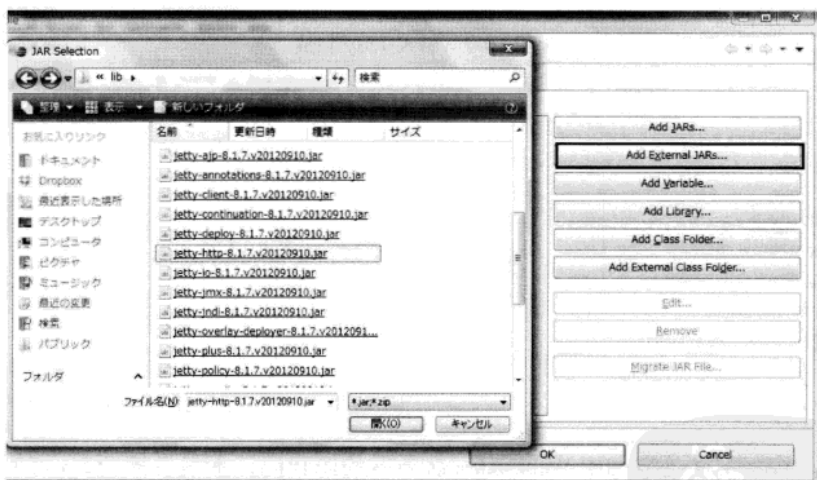 JAR Selection
« lib ▸
検索
整理 表示 新しいフォルダ
お気に入りリンク
ドキュメント
Dropbox
最近表示した場所
デスクトップ
コンピュータ
ピクチャ
ミュージック
最近の変更
検索
パブリック
フォルダ
名前 更新日時 種類 サイズ
jetty-ajp-8.1.7.v20120910.jar
jetty-annotations-8.1.7.v20120910.jar
jetty-client-8.1.7.v20120910.jar
jetty-continuation-8.1.7.v20120910.jar
jetty-deploy-8.1.7.v20120910.jar
jetty-http-8.1.7.v20120910.jar
jetty-io-8.1.7.v20120910.jar
jetty-jmx-8.1.7.v20120910.jar
jetty-jndi-8.1.7.v20120910.jar
jetty-overlay-deployer-8.1.7.v2012091...
jetty-plus-8.1.7.v20120910.jar
jetty-policy-8.1.7.v20120910.jar
ファイル名(N): jetty-http-8.1.7.v20120910.jar
*.jar;*.zip
開く(O) キャンセル
Add JARs...
Add External JARs...
Add Variable...
Add Library...
Add Class Folder...
Add External Class Folder...
Edit...
Remove
Migrate JAR File...
OK Cancel